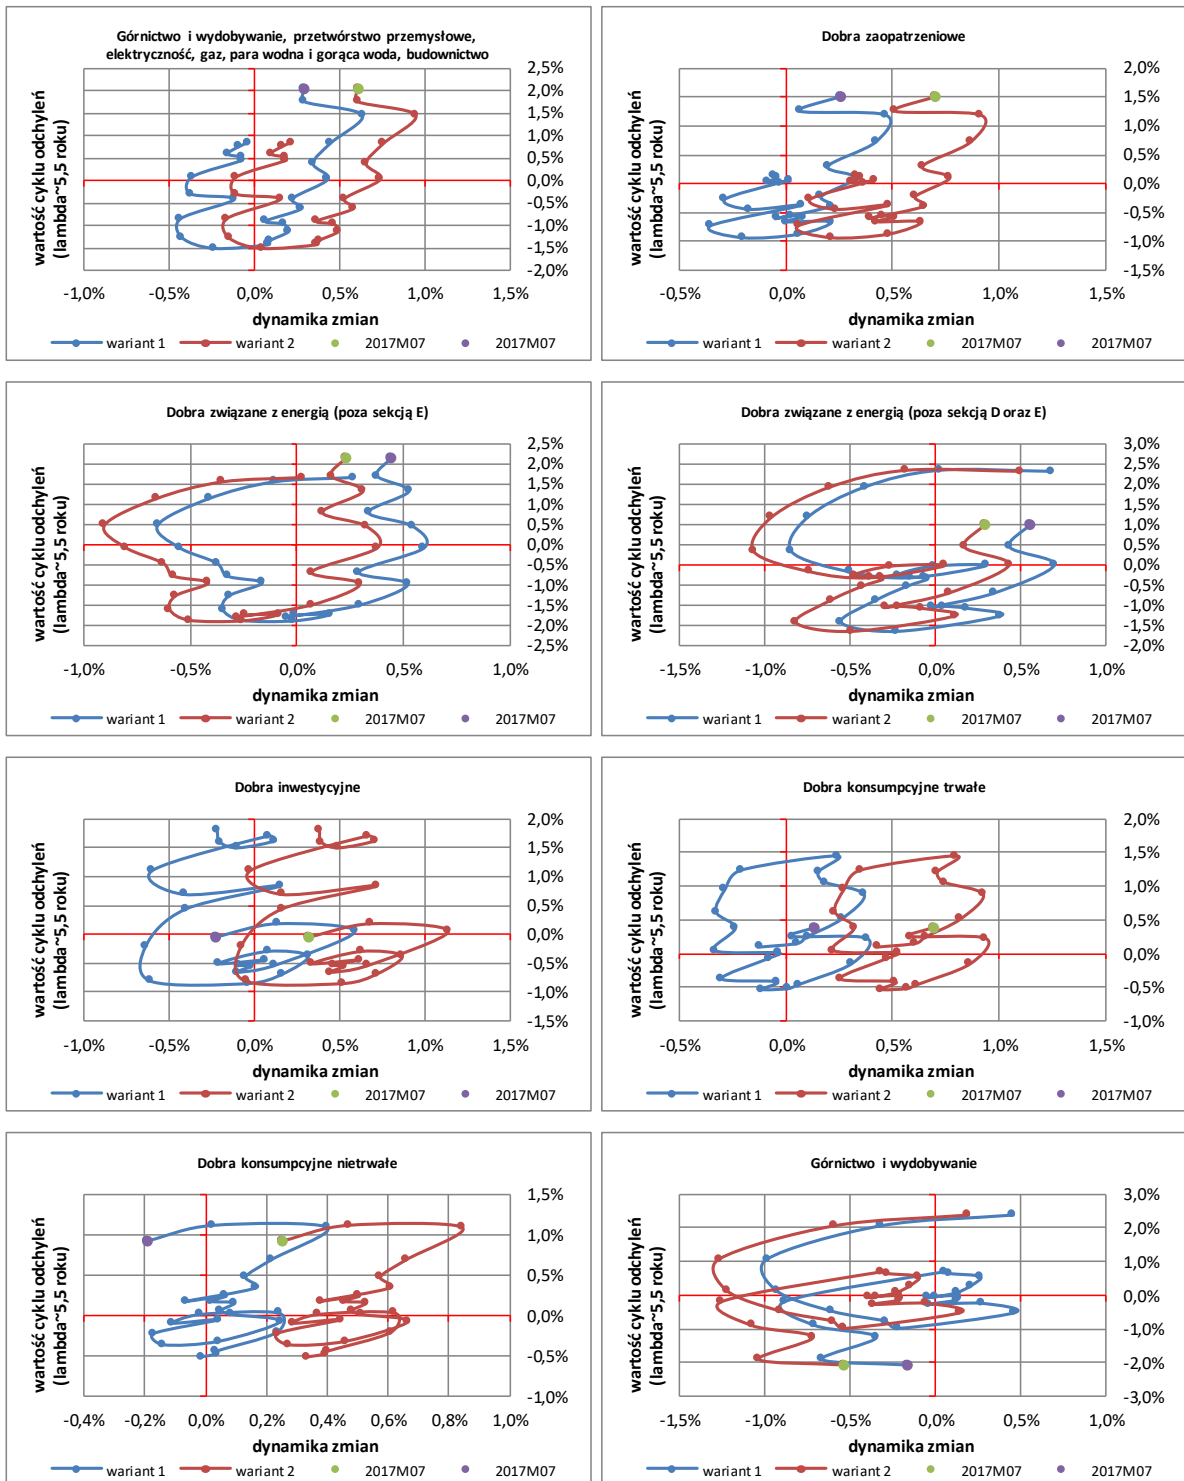 Górnictwo i wydobywanie, przetwórstwo przemysłowe,
elektryczność, gaz, para wodna i gorąca woda, budownictwo
wartość cyklu odchyleń
(lambda~5,5 roku)
2,5%
2,0%
1,5%
1,0%
0,5%
0,0%
-0,5%
-1,0%
-1,5%
-2,0%
-1,0% -0,5% 0,0% 0,5% 1,0% 1,5%
dynamika zmian
wariant 1 wariant 2 2017M07 2017M07
Dobra zaopatrzeniowe
wartość cyklu odchyleń
(lambda~5,5 roku)
2,0%
1,5%
1,0%
0,5%
0,0%
-0,5%
-1,0%
-1,5%
-0,5% 0,0% 0,5% 1,0% 1,5%
dynamika zmian
wariant 1 wariant 2 2017M07 2017M07
Dobra związane z energią (poza sekcją E)
wartość cyklu odchyleń
(lambda~5,5 roku)
2,5%
2,0%
1,5%
1,0%
0,5%
0,0%
-0,5%
-1,0%
-1,5%
-2,0%
-2,5%
-1,0% -0,5% 0,0% 0,5% 1,0%
dynamika zmian
wariant 1 wariant 2 2017M07 2017M07
Dobra związane z energią (poza sekcją D oraz E)
wartość cyklu odchyleń
(lambda~5,5 roku)
3,0%
2,5%
2,0%
1,5%
1,0%
0,5%
0,0%
-0,5%
-1,0%
-1,5%
-2,0%
-1,5% -1,0% -0,5% 0,0% 0,5% 1,0%
dynamika zmian
wariant 1 wariant 2 2017M07 2017M07
Dobra inwestycyjne
wartość cyklu odchyleń
(lambda~5,5 roku)
2,0%
1,5%
1,0%
0,5%
0,0%
-0,5%
-1,0%
-1,5%
-1,0% -0,5% 0,0% 0,5% 1,0% 1,5%
dynamika zmian
wariant 1 wariant 2 2017M07 2017M07
Dobra konsumpcyjne trwałe
wartość cyklu odchyleń
(lambda~5,5 roku)
2,0%
1,5%
1,0%
0,5%
0,0%
-0,5%
-1,0%
-0,5% 0,0% 0,5% 1,0% 1,5%
dynamika zmian
wariant 1 wariant 2 2017M07 2017M07
Dobra konsumpcyjne nietrwałe
wartość cyklu odchyleń
(lambda~5,5 roku)
1,5%
1,0%
0,5%
0,0%
-0,5%
-1,0%
-0,4% -0,2% 0,0% 0,2% 0,4% 0,6% 0,8% 1,0%
dynamika zmian
wariant 1 wariant 2 2017M07 2017M07
Górnictwo i wydobywanie
wartość cyklu odchyleń
(lambda~5,5 roku)
3,0%
2,0%
1,0%
0,0%
-1,0%
-2,0%
-3,0%
-1,5% -1,0% -0,5% 0,0% 0,5% 1,0%
dynamika zmian
wariant 1 wariant 2 2017M07 2017M07